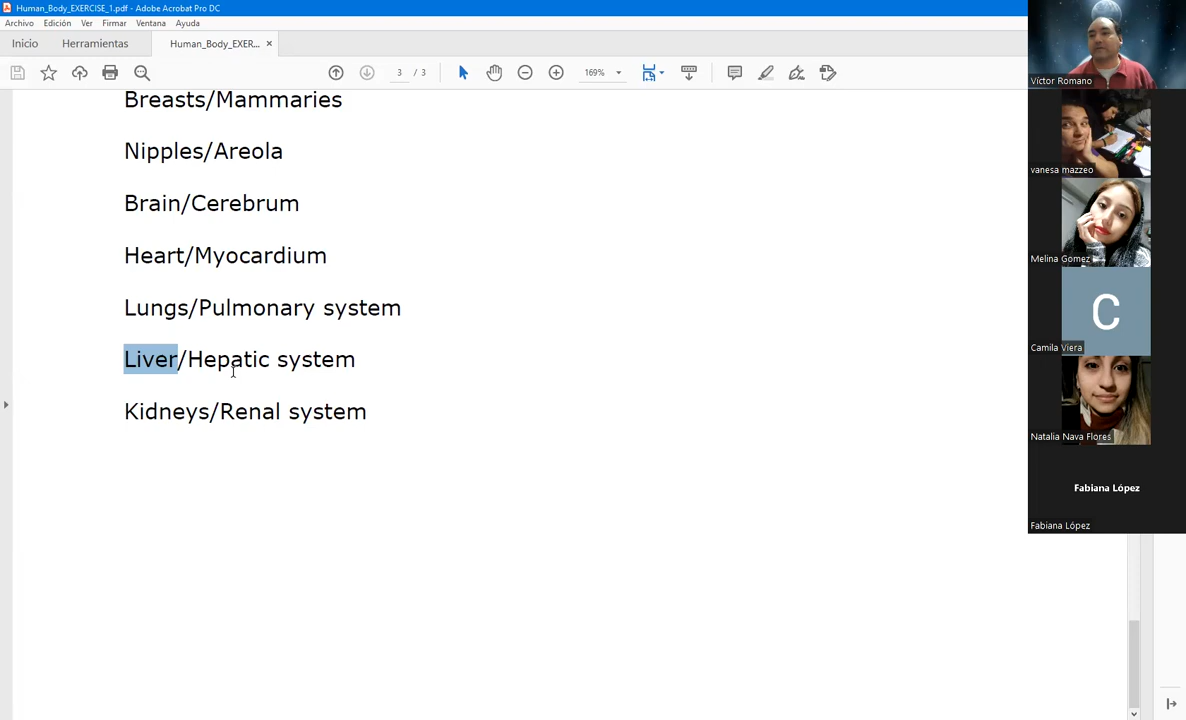 Human_Body_EXERCISE_1.pdf - Adobe Acrobat Pro DC
Archivo Edición Ver Firmar Ventana Ayuda
Inicio Herramientas Human_Body_EXER... ×
3 / 3 169%
Breasts/Mammaries
Nipples/Areola
Brain/Cerebrum
Heart/Myocardium
Lungs/Pulmonary system
Liver/Hepatic system
Kidneys/Renal system
Víctor Romano
vanesa mazzeo
Melina Gomez
C
Camila Viera
Natalia Nava Flores
Fabiana López
Fabiana López